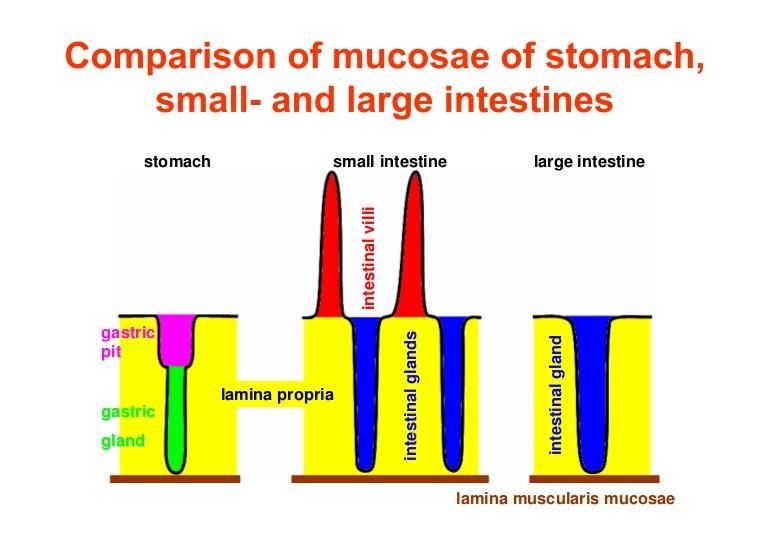 Comparison of mucosae of stomach,
small- and large intestines
stomach
small intestine
large intestine
intestinal villi
gastric
pit
gastric
gland
lamina propria
intestinal glands
intestinal gland
lamina muscularis mucosae